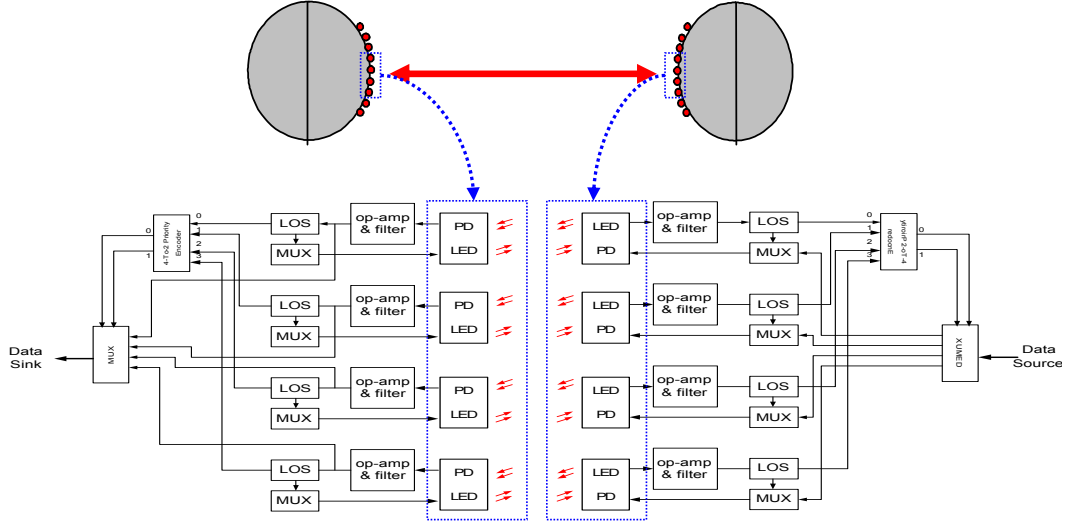 0
LOS
op-amp
& filter
PD
LED
MUX
4-To-2 Priority
Encoder
0
1
1
2
3
LED
PD
op-amp
& filter
LOS
MUX
0
1
2
3
ytiroirP 2-oT-4
redocnE
0
1
LOS
MUX
op-amp
& filter
PD
LED
LED
PD
op-amp
& filter
LOS
MUX
Data
Sink
MUX
XUMED
Data
Source
LOS
MUX
op-amp
& filter
PD
LED
LED
PD
op-amp
& filter
LOS
MUX
LOS
MUX
op-amp
& filter
PD
LED
LED
PD
op-amp
& filter
LOS
MUX